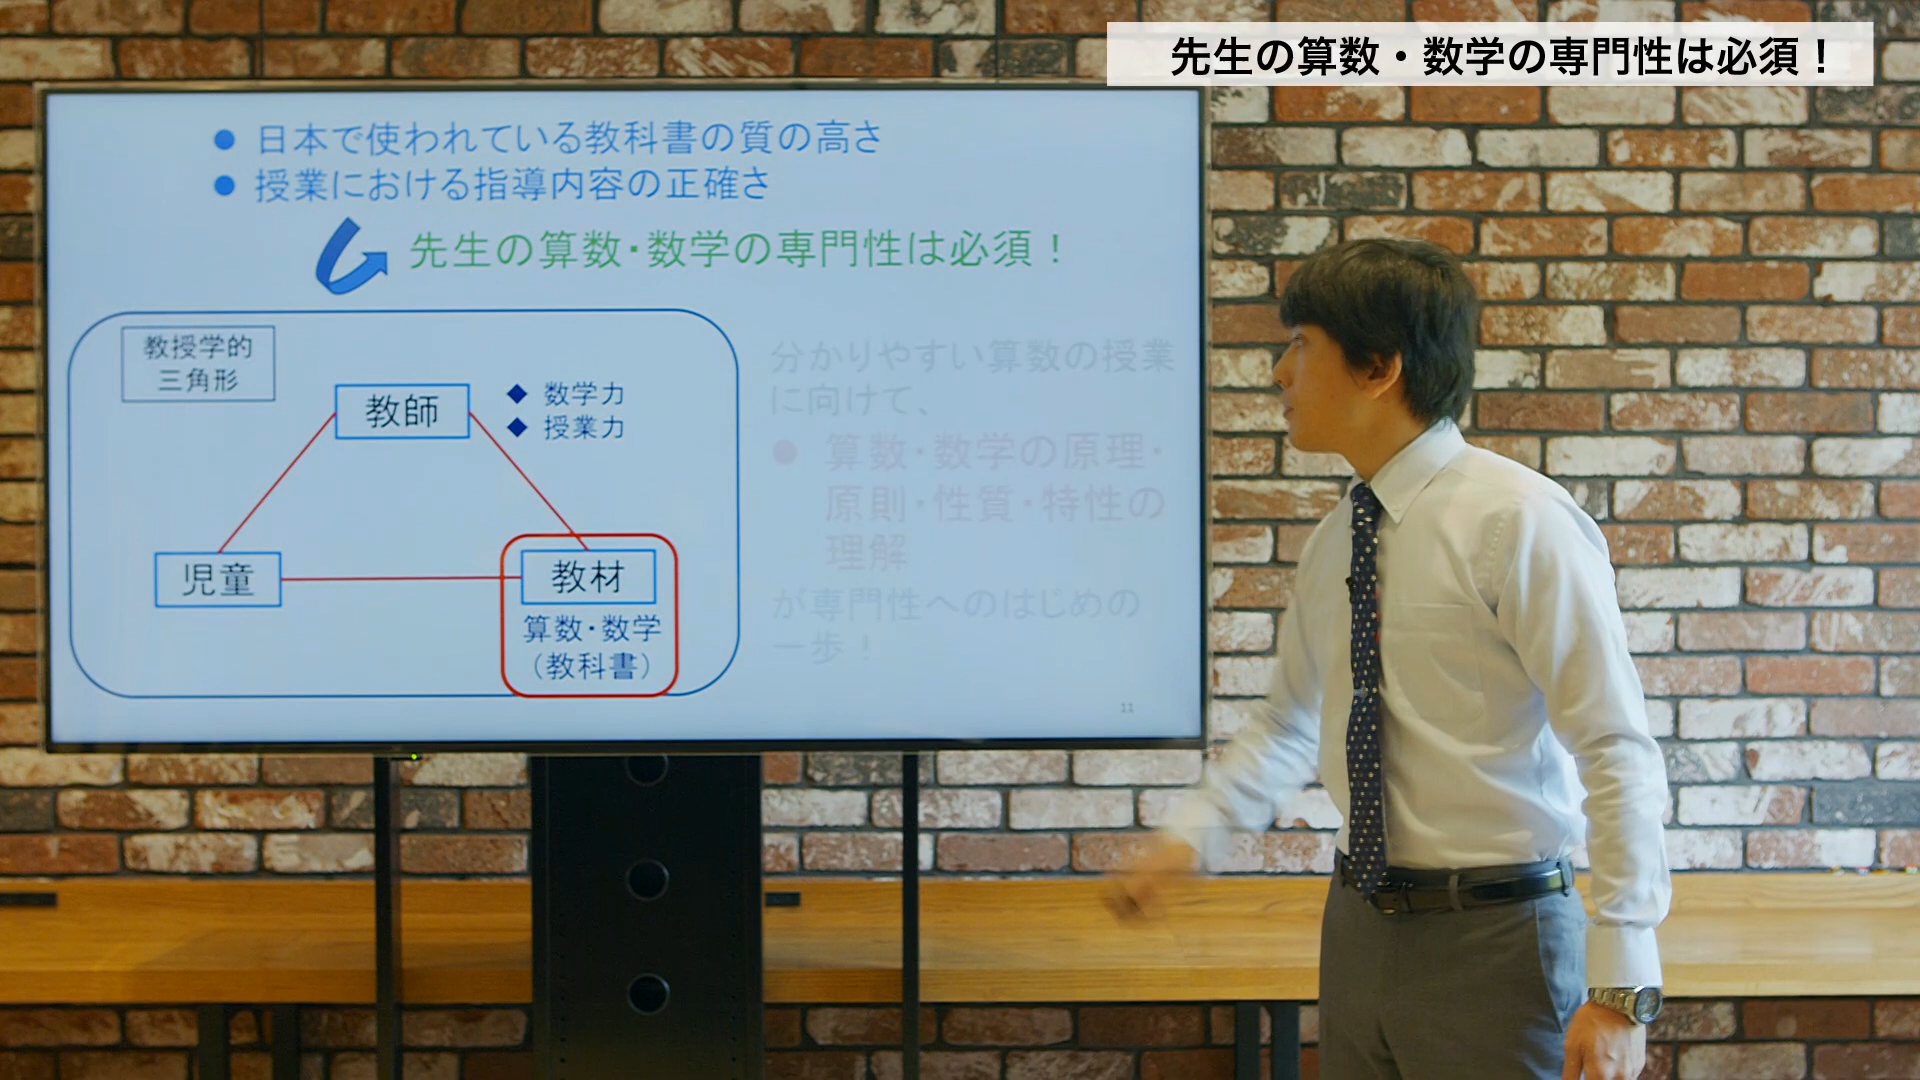 先生の算数・数学の専門性は必須！
● 日本で使われている教科書の質の高さ
● 授業における指導内容の正確さ
先生の算数・数学の専門性は必須！
教授学的
三角形
教師
◆ 数学力
◆ 授業力
児童
教材
算数・数学
（教科書）
分かりやすい算数の授業
に向けて、
● 算数・数学の原理・
原則・性質・特性の
理解
が専門性へのはじめの
一歩！
11